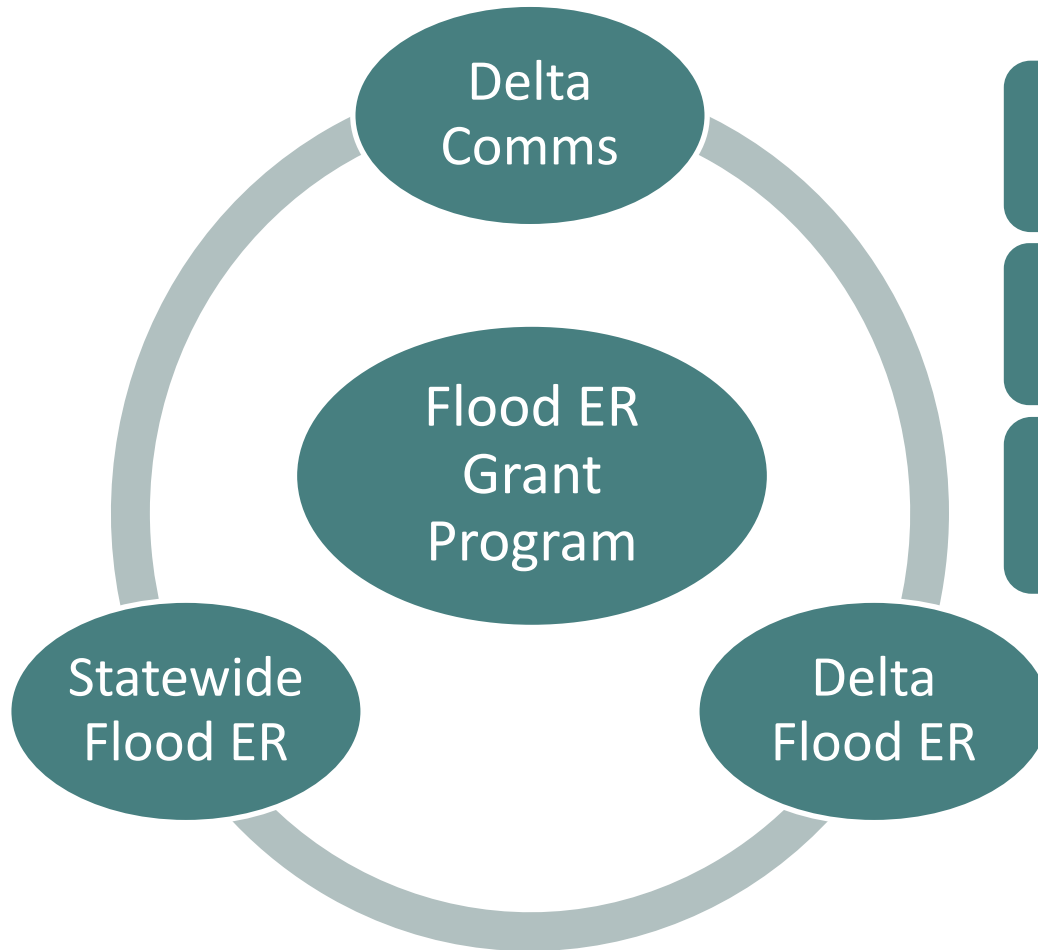 Delta
Comms
Flood ER
Grant
Program
Statewide
Flood ER
Delta
Flood ER